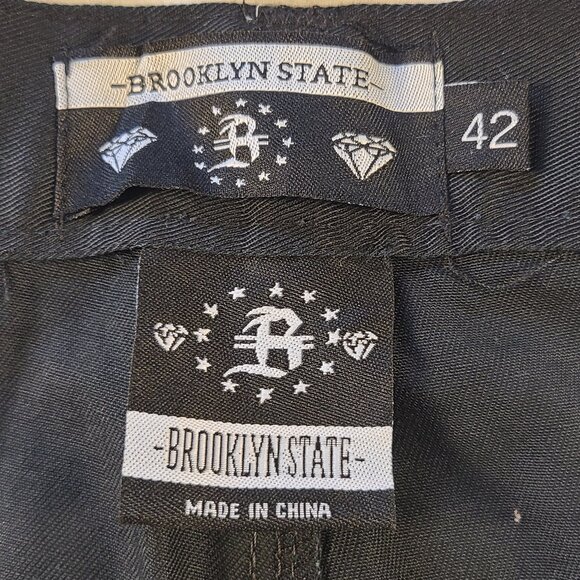 -BROOKLYN STATE-
B
42
B
-BROOKLYN STATE-
MADE IN CHINA